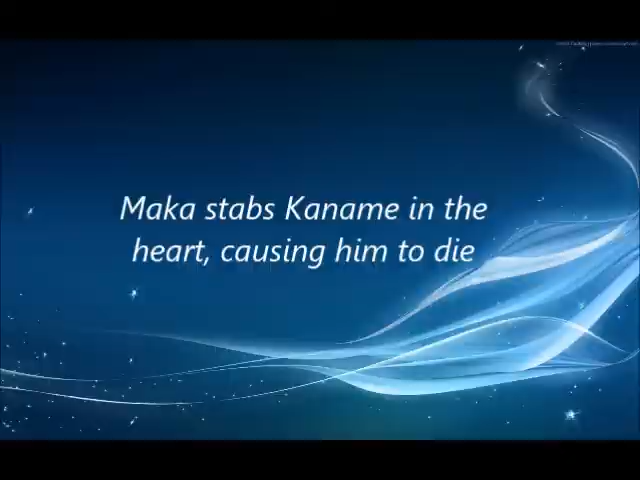 Maka stabs Kaname in the
heart, causing him to die